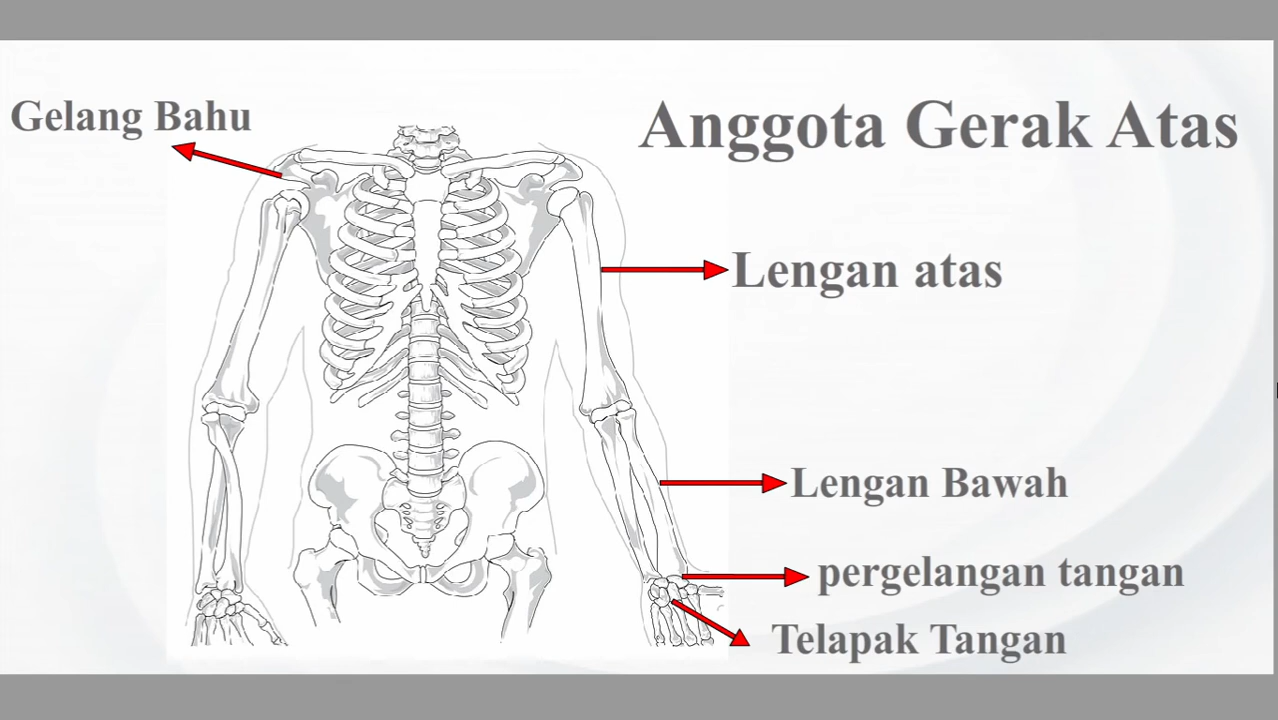 Gelang Bahu
Anggota Gerak Atas
Lengan atas
Lengan Bawah
pergelangan tangan
Telapak Tangan